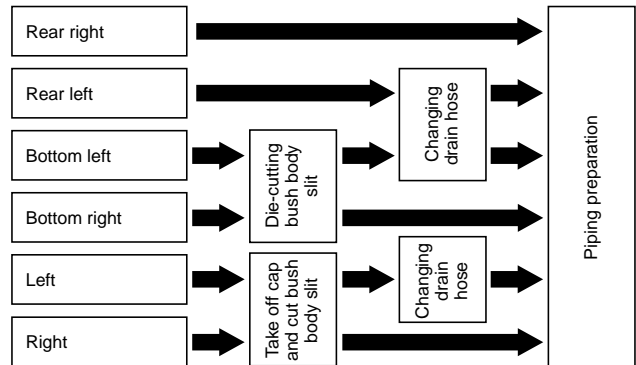 Rear right
Rear left
Bottom left
Bottom right
Left
Right
Die-cutting
bush body
slit
Take off cap
and cut bush
body slit
Changing
drain hose
Changing
drain
hose
Piping preparation